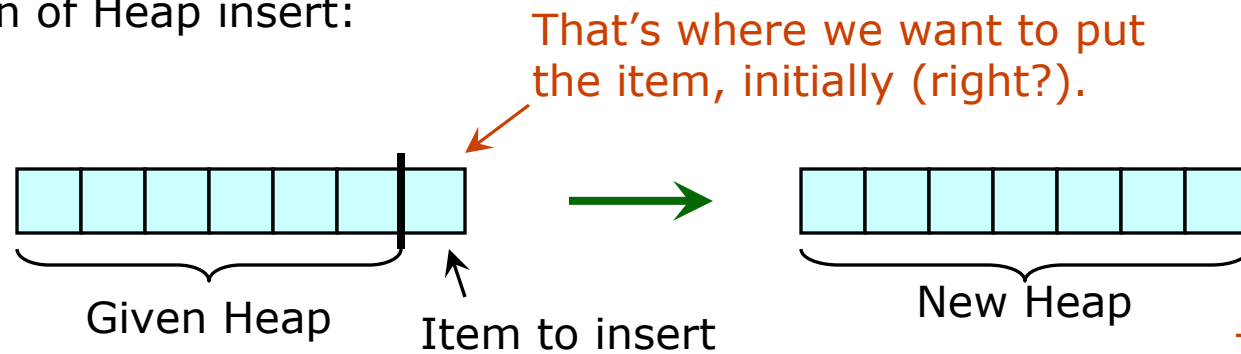 n of Heap insert:
That’s where we want to put
the item, initially (right?).
Given Heap
Item to insert
New Heap